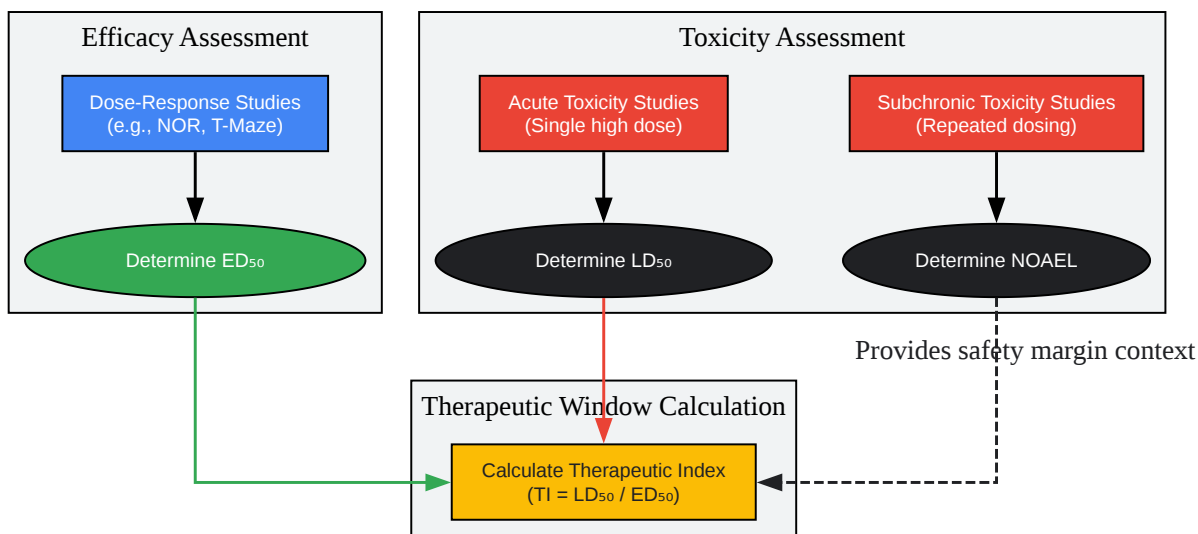 Efficacy Assessment
Toxicity Assessment
Dose-Response Studies
(e.g., NOR, T-Maze)
Acute Toxicity Studies
(Single high dose)
Subchronic Toxicity Studies
(Repeated dosing)
Determine ED₅₀
Determine LD₅₀
Determine NOAEL
Provides safety margin context
Therapeutic Window Calculation
Calculate Therapeutic Index
(TI = LD₅₀ / ED₅₀)